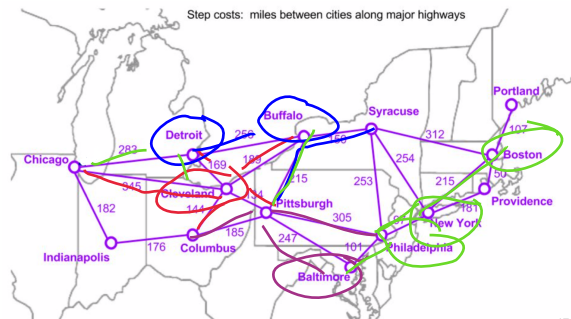 Step costs: miles between cities along major highways
Portland
Buffalo
Syracuse
107
Detroit
256
150
312
Boston
283
169
189
254
50
Chicago
215
253
215
Providence
345
Cleveland
134
Pittsburgh
181
144
305
97
New York
182
185
Philadelphia
Columbus
247
101
176
Indianapolis
Baltimore